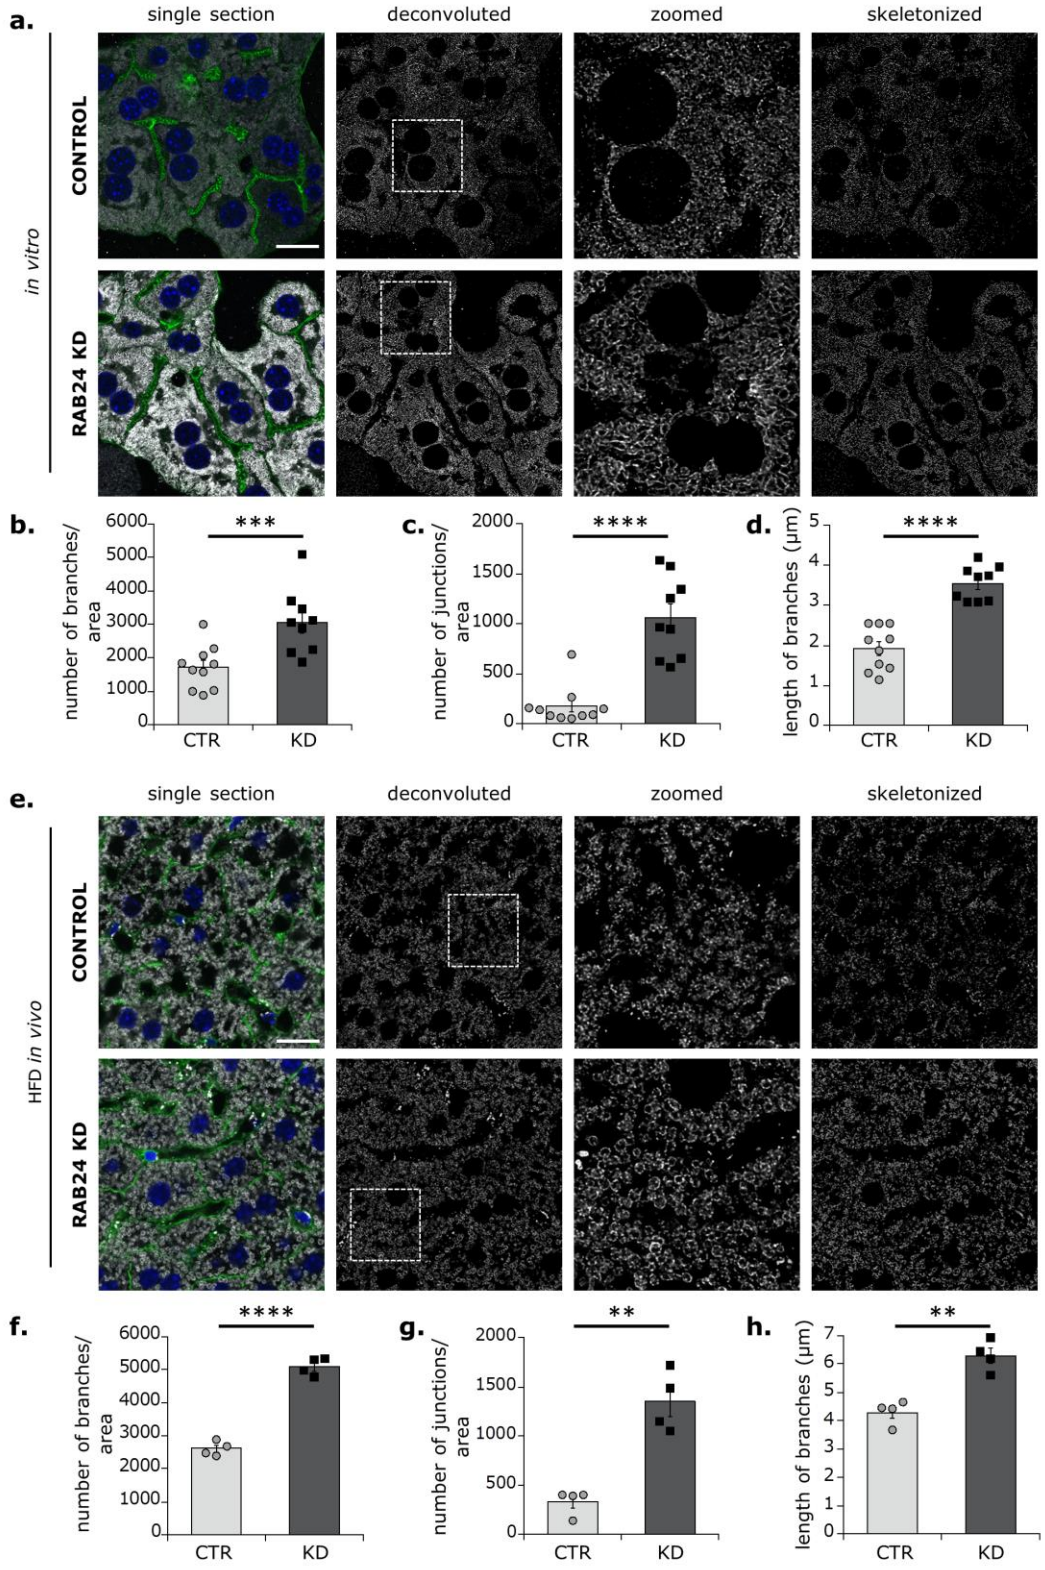 a.
single section
deconvoluted
zoomed
skeletonized
in vitro
CONTROL
RAB24 KD
b.
number of branches/
area
6000
5000
4000
3000
2000
1000
0
***
CTR
KD
c.
number of junctions/
area
2000
1500
1000
500
0
****
CTR
KD
d.
length of branches (µm)
5
4
3
2
1
0
****
CTR
KD
e.
single section
deconvoluted
zoomed
skeletonized
HFD in vivo
CONTROL
RAB24 KD
f.
number of branches/
area
6000
5000
4000
3000
2000
1000
0
****
CTR
KD
g.
number of junctions/
area
2000
1500
1000
500
0
**
CTR
KD
h.
length of branches (µm)
7
6
5
4
3
2
1
0
**
CTR
KD